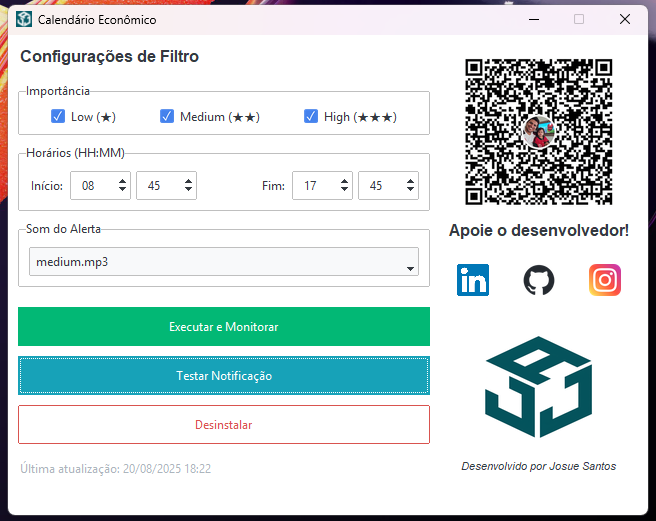 Calendário Econômico
Configurações de Filtro
Importância
Low (★)
Medium (★★)
High (★★★)
Horários (HH:MM)
Início: 08 45
Fim: 17 45
Som do Alerta
medium.mp3
Executar e Monitorar
Testar Notificação
Desinstalar
Última atualização: 20/08/2025 18:22
Apoie o desenvolvedor!
in
Desenvolvido por Josue Santos